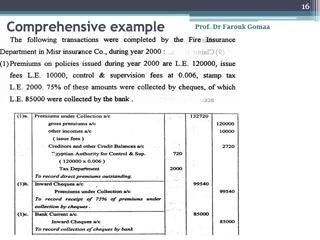 16
Comprehensive example
Prof. Dr Farouk Gomaa
The following transactions were completed by the Fire Insurance
Department in Misr insurance Co., during year 2000 :
(1) Premiums on policies issued during year 2000 are L.E. 120000, issue
fees L.E. 10000, control & supervision fees at 0.006, stamp tax
L.E. 2000. 75% of these amounts were collected by cheques, of which
L.E. 85000 were collected by the bank .
(1)a. Premiums under Collection a/c 132720
gross premiums a/c 120000
other incomes a/c 10000
( issue fees )
Creditors and other Credit Balances a/c 2720
Egyptian Authority for Control & Sup. 720
( 120000 x 0.006 )
Tax Department 2000
To record direct premiums outstanding.
(1)b. Inward Cheques a/c 99540
Premiums under Collection a/c 99540
To record receipt of 75% of premiums under
collection by cheques .
(1)c. Bank Current a/c 85000
Inward Cheques a/c 85000
To record collection of cheques by bank